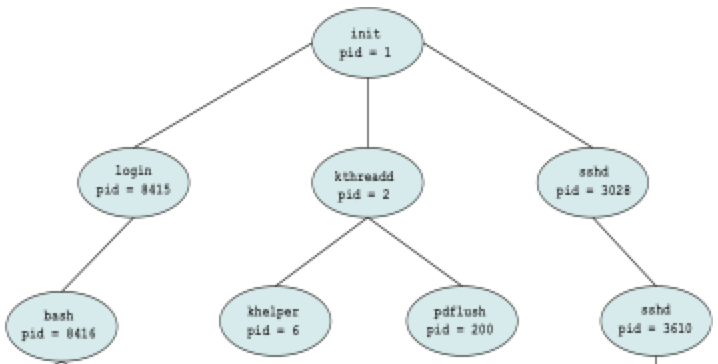 init
pid = 1
login
pid = 8415
kthreadd
pid = 2
sshd
pid = 3028
bash
pid = 8416
khelper
pid = 6
pdflush
pid = 200
sshd
pid = 3610